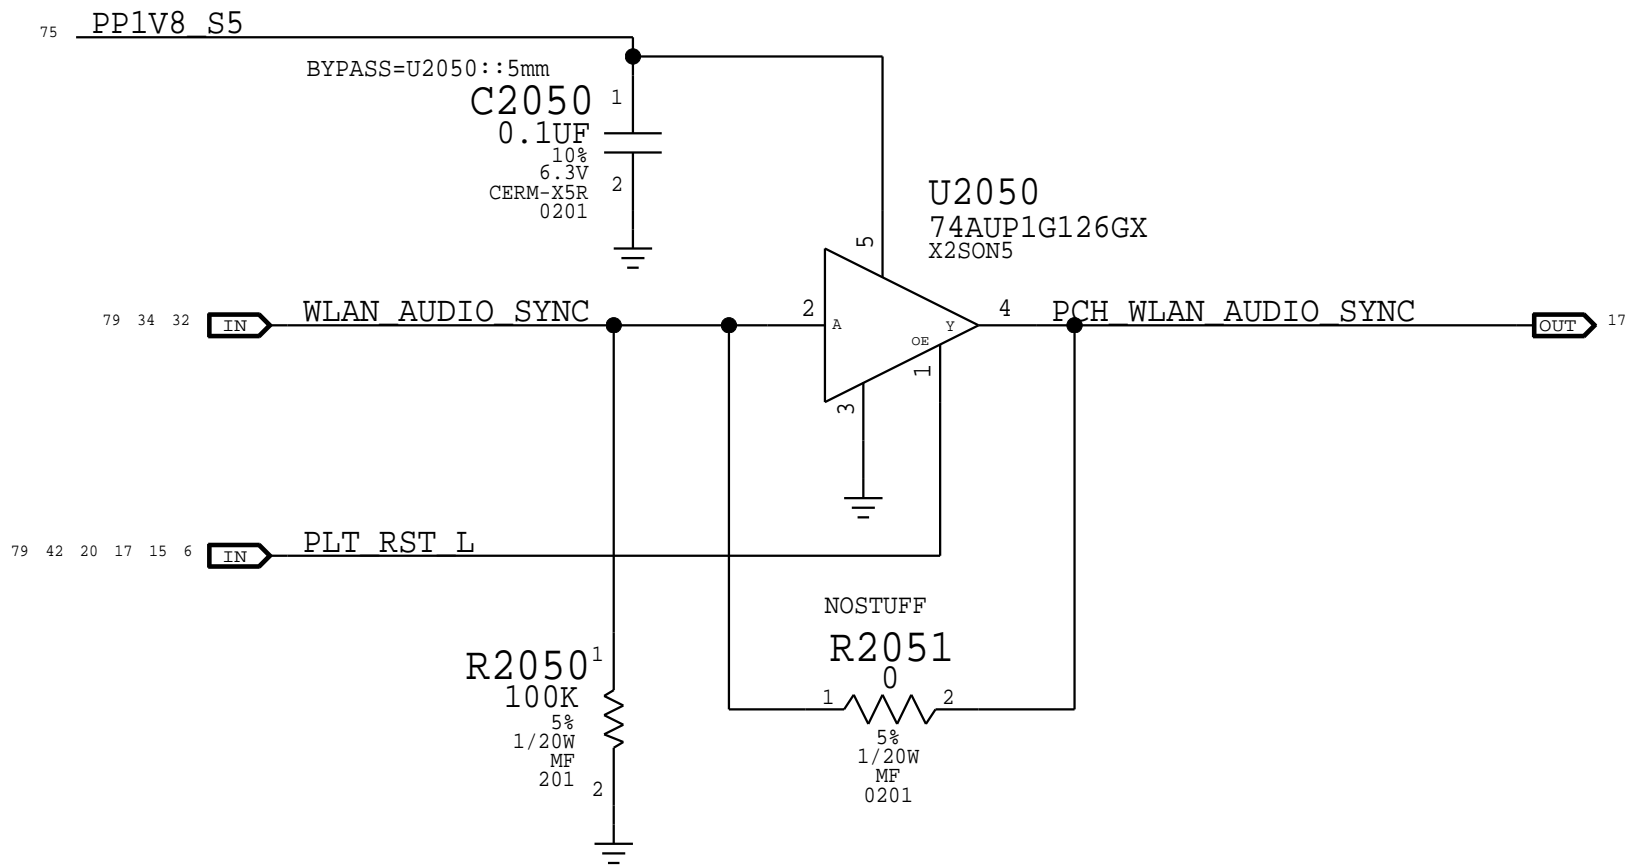 75 PP1V8_S5
BYPASS=U2050::5mm
C2050
0.1UF
10%
6.3V
CERM-X5R
0201
1
2
U2050
74AUP1G126GX
X2SON5
5
79 34 32 IN WLAN_AUDIO_SYNC
2
A
Y
OE
4
PCH_WLAN_AUDIO_SYNC
OUT 17
1
3
79 42 20 17 15 6 IN PLT_RST_L
NOSTUFF
R2051
0
1
2
5%
1/20W
MF
0201
R2050
1
100K
5%
1/20W
MF
201
2